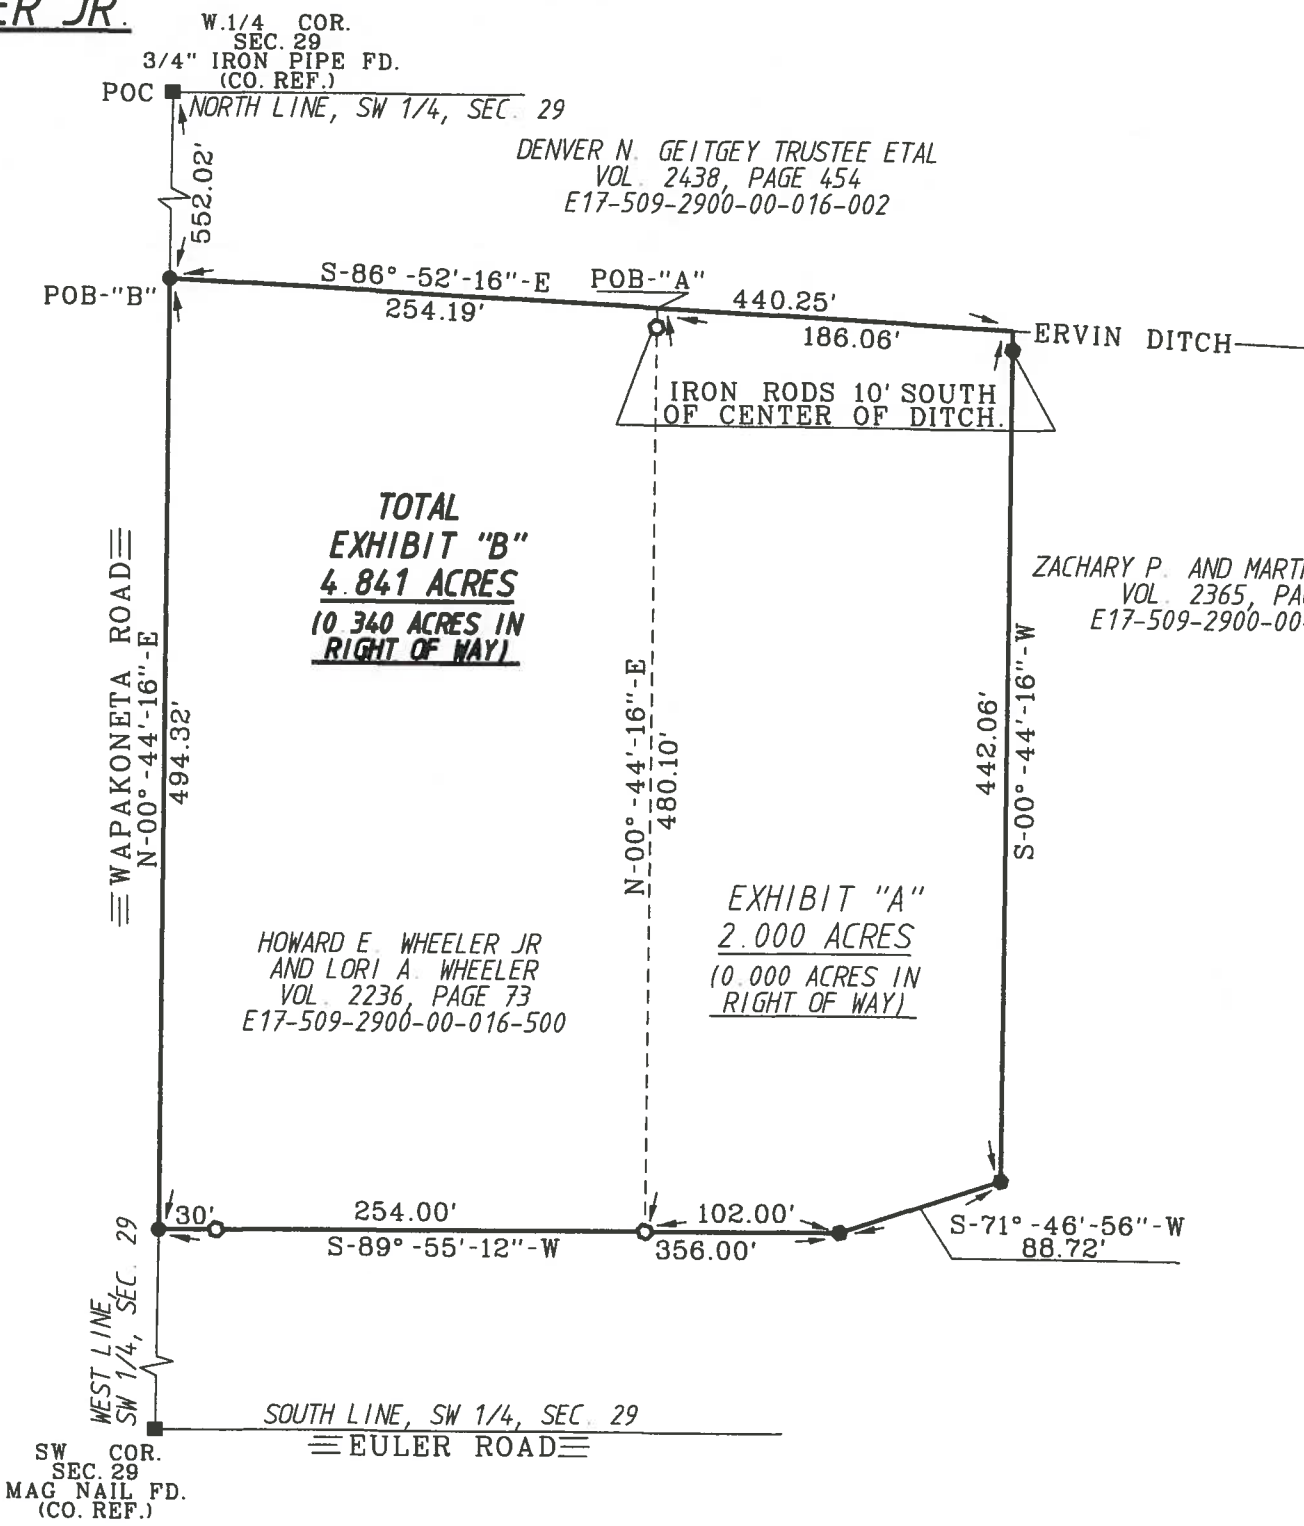 ER JR.
W.1/4 COR.
SEC. 29
3/4" IRON PIPE FD.
(CO. REF.)
POC
NORTH LINE, SW 1/4, SEC. 29
DENVER N. GEITGEY TRUSTEE ETAL
VOL. 2438, PAGE 454
E17-509-2900-00-016-002
552.02'
S-86°-52'-16"-E
POB-"A"
POB-"B"
254.19'
440.25'
186.06'
ERVIN DITCH
IRON RODS 10' SOUTH
OF CENTER OF DITCH.
TOTAL
EXHIBIT "B"
4.841 ACRES
(0.340 ACRES IN
RIGHT OF WAY)
ZACHARY P. AND MARTI
VOL. 2365, PA
E17-509-2900-00-
WAPAKONETA ROAD
N-00°-44'-16"-E
494.32'
N-00°-44'-16"-E
480.10'
442.06'
S-00°-44'-16"-W
EXHIBIT "A"
2.000 ACRES
(0.000 ACRES IN
RIGHT OF WAY)
HOWARD E. WHEELER JR
AND LORI A. WHEELER
VOL. 2236, PAGE 73
E17-509-2900-00-016-500
30'
254.00'
S-89°-55'-12"-W
102.00'
356.00'
S-71°-46'-56"-W
88.72'
WEST LINE,
SW 1/4, SEC. 29
SOUTH LINE, SW 1/4, SEC. 29
EULER ROAD
SW COR.
SEC. 29
MAG NAIL FD.
(CO. REF.)